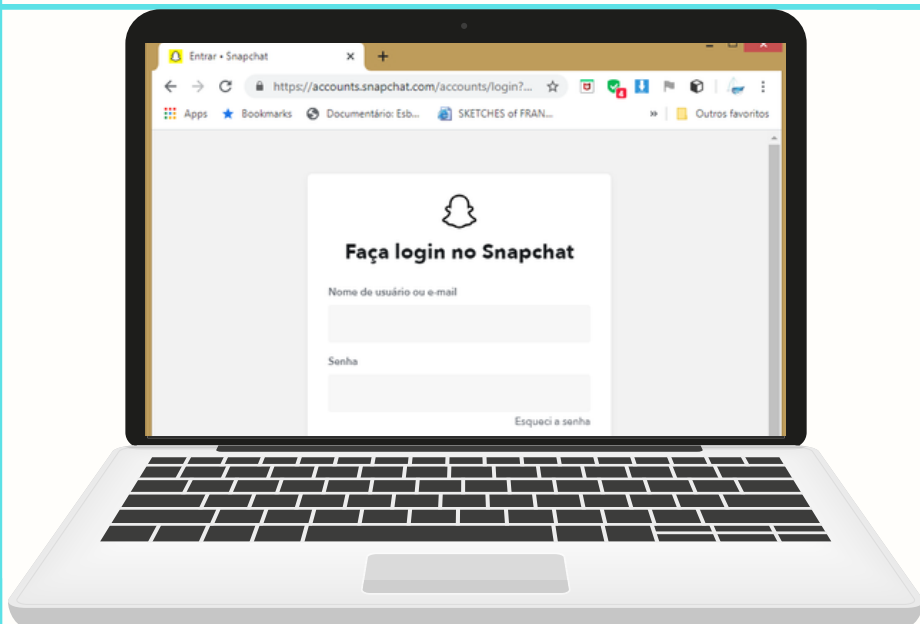 Entrar • Snapchat
https://accounts.snapchat.com/accounts/login?...
4
Apps
Bookmarks
Documentário: Esb...
SKETCHES of FRAN...
»
Outros favoritos
Faça login no Snapchat
Nome de usuário ou e-mail
Senha
Esqueci a senha